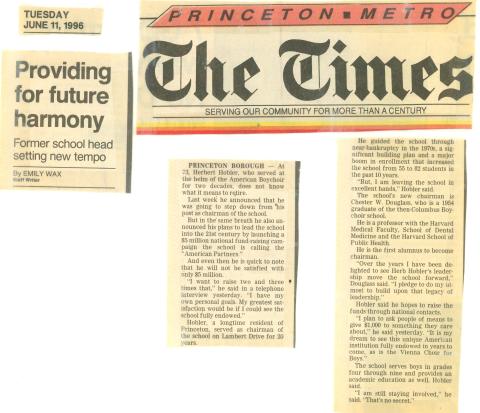 TUESDAY
JUNE 11, 1996
PRINCETON ■ METRO
The Times
SERVING OUR COMMUNITY FOR MORE THAN A CENTURY
Providing
for future
harmony
Former school head
setting new tempo
By EMILY WAX
Staff Writer
PRINCETON BOROUGH — At
73, Herbert Hobler, who served
at the helm of the American Boychoir
for two decades, does not know
what it means to retire.
Last week he announced that he
was going to step down from his
post as chairman of the school.
But in the same breath he also an-
nounced his plans to lead the school
into the 21st century by launching a
$5 million national fund-raising cam-
paign the school is calling the
"American Partners."
And even then he is quick to note
that he will not be satisfied with
only $5 million.
"I want to raise two and three
times that," he said in a telephone
interview yesterday. "I have my
own personal goals. My greatest sat-
isfaction would be if I could see the
school fully endowed."
Hobler, a longtime resident of
Princeton, served as chairman of
the school on Lambert Drive for 20
years.
He guided the school through
near-bankruptcy in the 1970s, a sig-
nificant building plan and a major
boom in enrollment that increased
the school from 55 to 82 students in
the past 10 years.
"But, I am leaving the school in
excellent hands," Hobler said.
The school's new chairman is
Chester W. Douglass, who is a 1954
graduate of the then-Columbus Boy-
choir school.
He is a professor with the Harvard
Medical Faculty, School of Dental
Medicine and the Harvard School of
Public Health.
He is the first alumnus to become
chairman.
"Over the years I have been de-
lighted to see Herb Hobler's leader-
ship move the school forward,"
Douglass said. "I pledge to do my ut-
most to build upon that legacy of
leadership."
Hobler said he hopes to raise the
funds through national contacts.
"I plan to ask people of means to
give $1,000 to something they care
about," he said yesterday. "It is my
dream to see this unique American
institution fully endowed in years to
come, as is the Vienna Choir for
Boys."
The school serves boys in grades
four through nine and provides an
academic education as well, Hobler
said.
"I am still staying involved," he
said. "That's no secret."